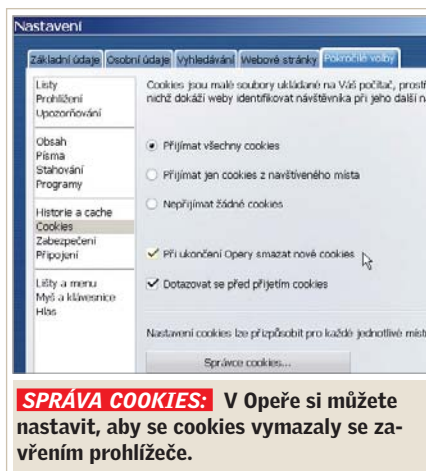 Nastavení
Základní údaje Osobní údaje Vyhledávání Webové stránky Pokročilé volby
Listy
Prohlížení
Upozorňování
Obsah
Písma
Stahování
Programy
Historie a cache
Cookies
Zabezpečení
Připojení
Lišty a menu
Myš a klávesnice
Hlas
Cookies jsou malé soubory ukládané na Váš počítač, prostř
nichž dokáží weby identifikovat návštěvníka při jeho další n
Přijímat všechny cookies
Přijímat jen cookies z navštíveného místa
Nepřijímat žádné cookies
Při ukončení Opery smazat nové cookies
Dotazovat se před přijetím cookies
Nastavení cookies lze přizpůsobit pro každé jednotlivé míst
Správce cookies...
SPRÁVA COOKIES: V Opeře si můžete
nastavit, aby se cookies vymazaly se za-
vřením prohlížeče.